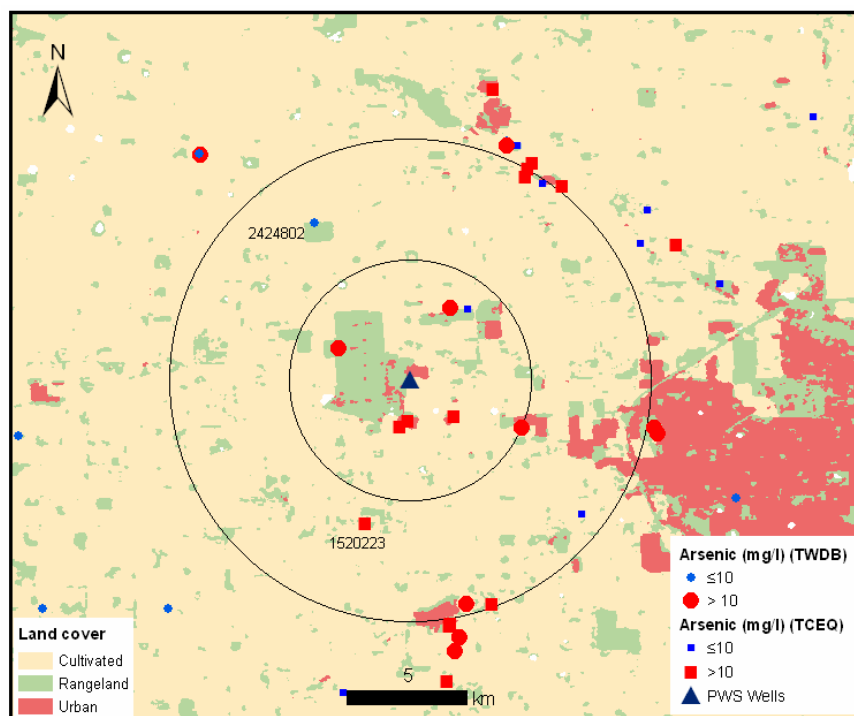 N
2424802
1520223
5
km
Land cover
Cultivated
Rangeland
Urban
Arsenic (mg/l) (TWDB)
≤10
> 10
Arsenic (mg/l) (TCEQ)
≤10
>10
PWS Wells